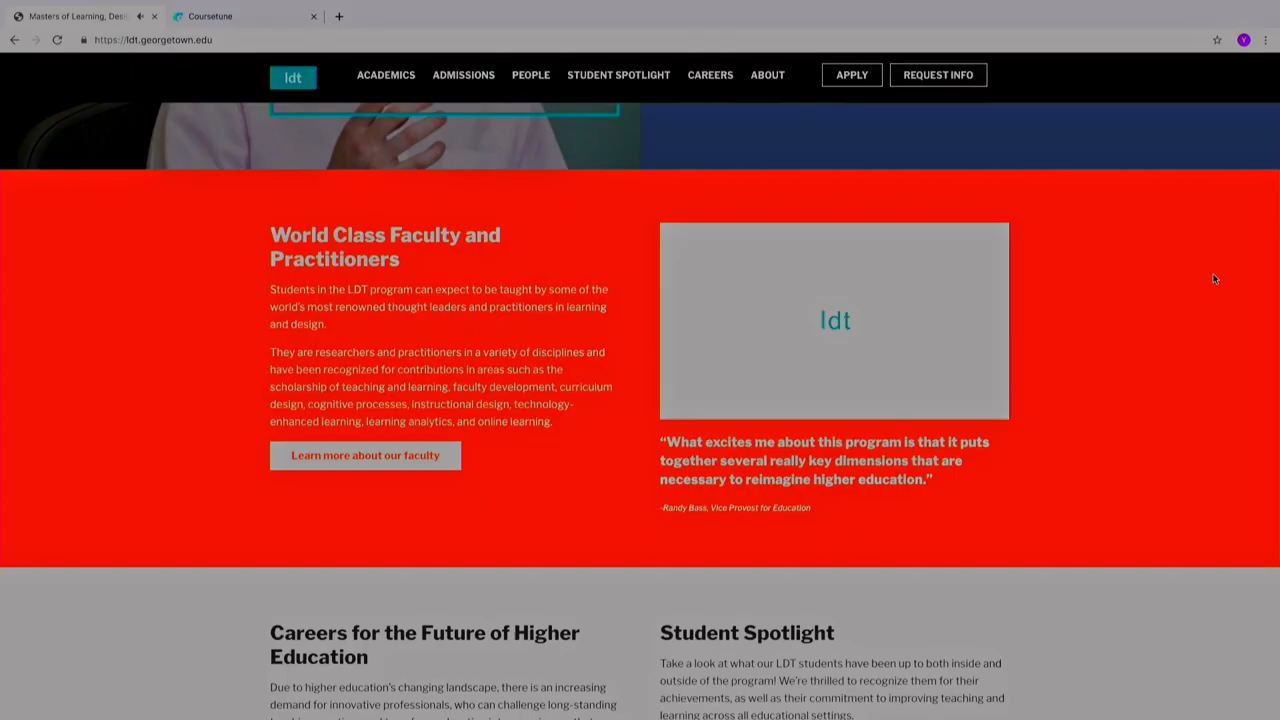 Masters of Learning, Desi
Coursetune
https://ldt.georgetown.edu
Y
ldt
ACADEMICS
ADMISSIONS
PEOPLE
STUDENT SPOTLIGHT
CAREERS
ABOUT
APPLY
REQUEST INFO
World Class Faculty and
Practitioners
Students in the LDT program can expect to be taught by some of the
world's most renowned thought leaders and practitioners in learning
and design.
They are researchers and practitioners in a variety of disciplines and
have been recognized for contributions in areas such as the
scholarship of teaching and learning, faculty development, curriculum
design, cognitive processes, instructional design, technology-
enhanced learning, learning analytics, and online learning.
Learn more about our faculty
ldt
“What excites me about this program is that it puts
together several really key dimensions that are
necessary to reimagine higher education.”
-Randy Bass, Vice Provost for Education
Careers for the Future of Higher
Education
Due to higher education's changing landscape, there is an increasing
demand for innovative professionals, who can challenge long-standing
Student Spotlight
Take a look at what our LDT students have been up to both inside and
outside of the program! We're thrilled to recognize them for their
achievements, as well as their commitment to improving teaching and
learning across all educational settings.